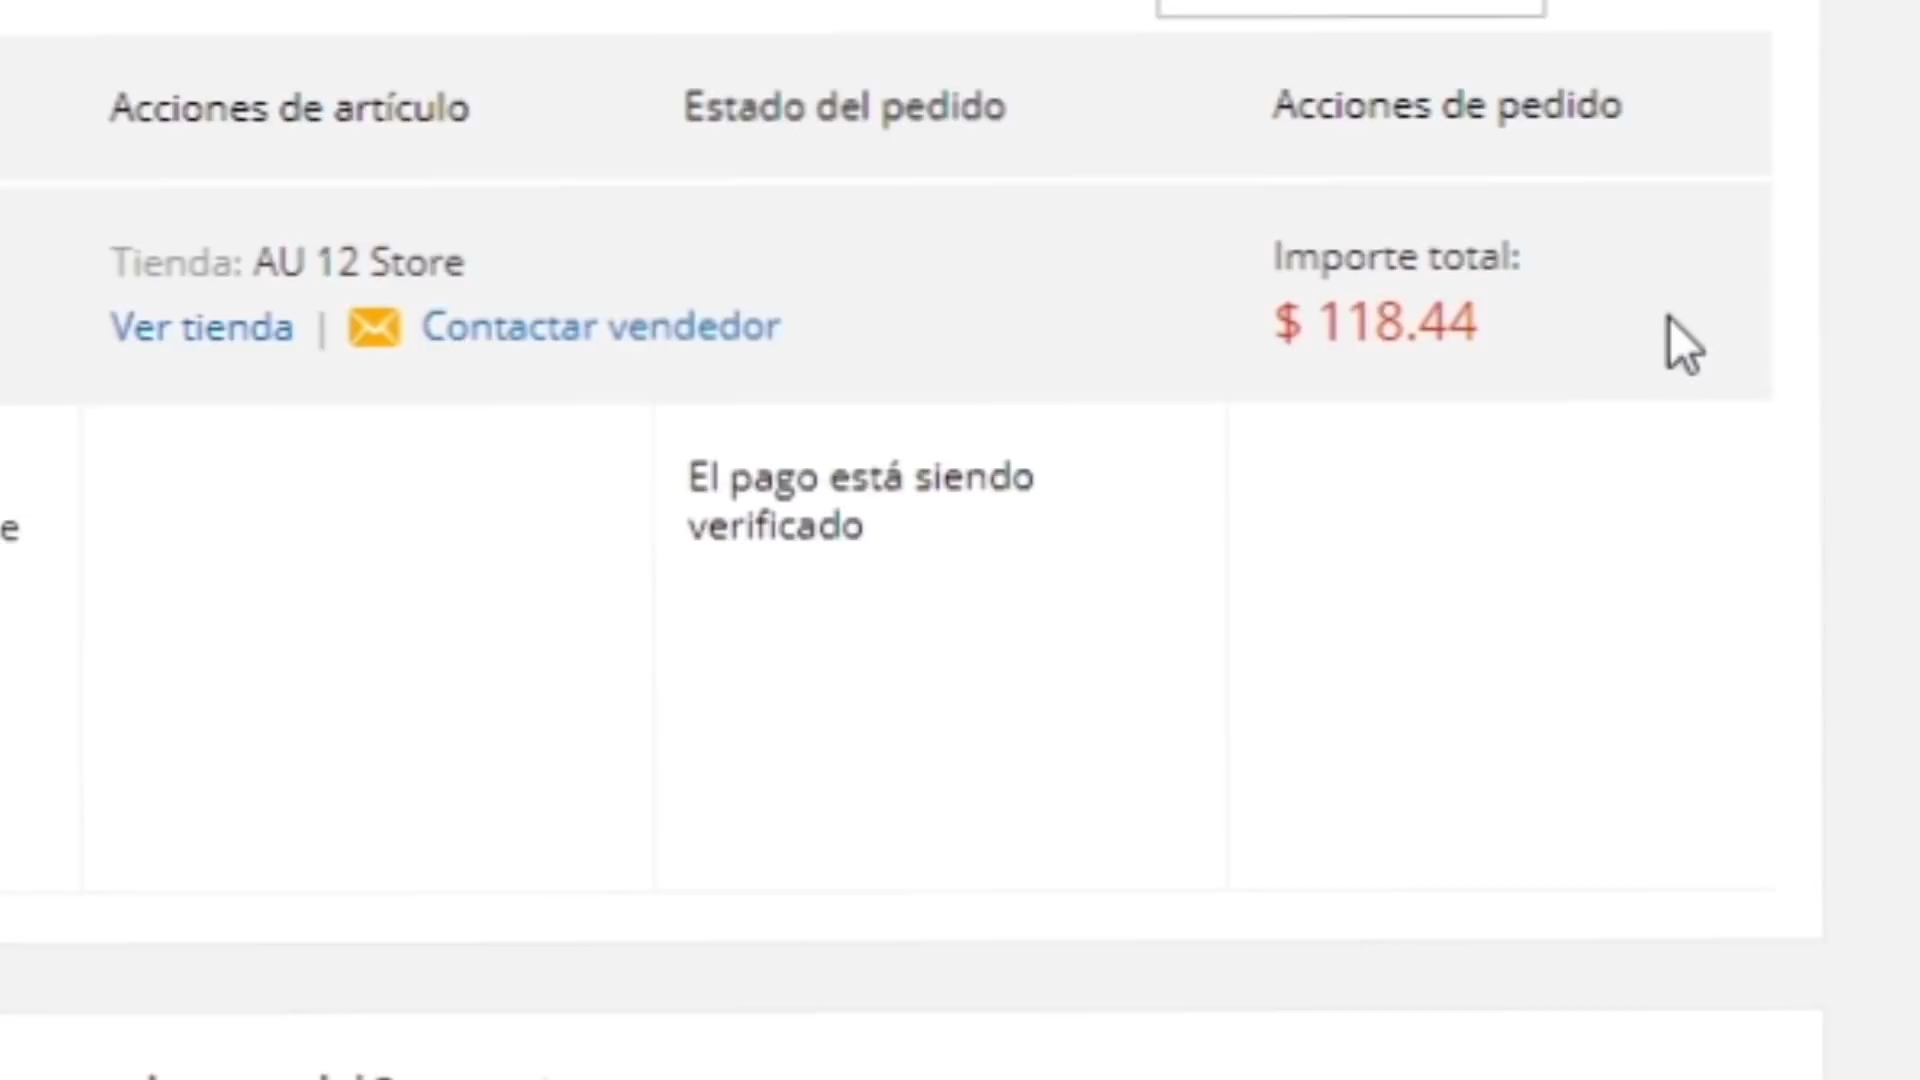 Acciones de artículo Estado del pedido Acciones de pedido
Tienda: AU 12 Store Importe total:
Ver tienda | Contactar vendedor $ 118.44
El pago está siendo
verificado
e